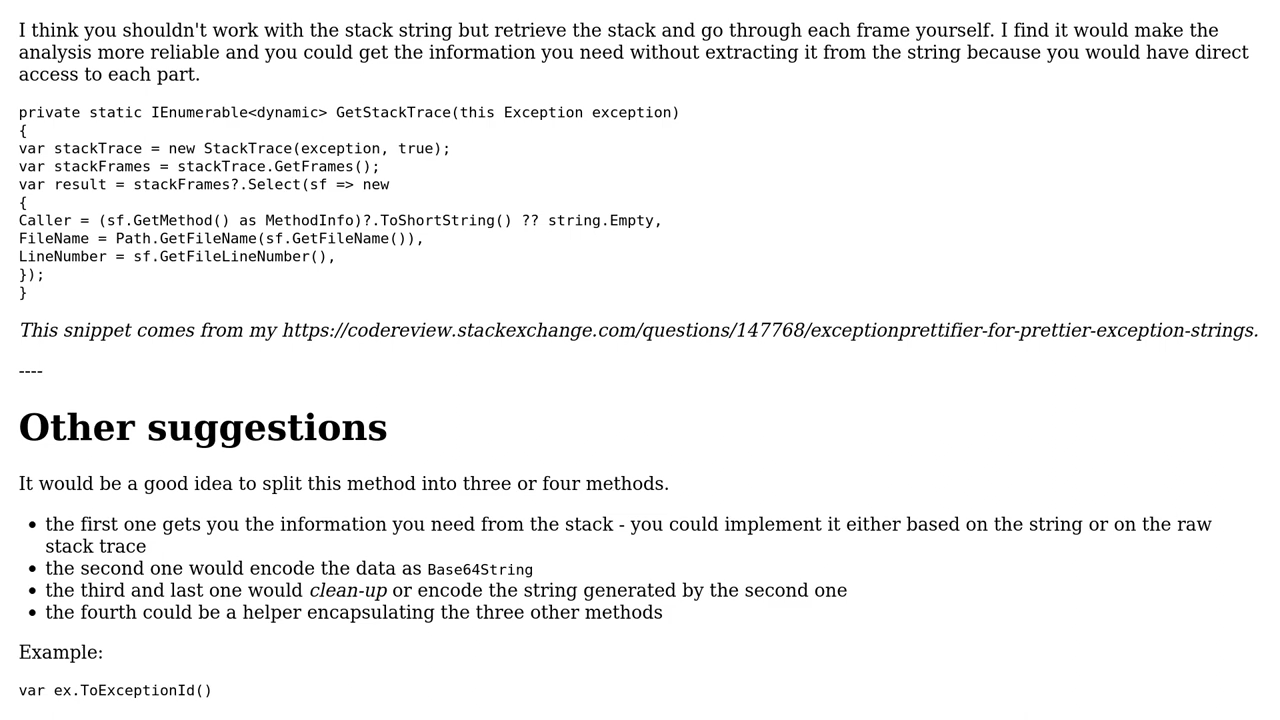 I think you shouldn't work with the stack string but retrieve the stack and go through each frame yourself. I find it would make the
analysis more reliable and you could get the information you need without extracting it from the string because you would have direct
access to each part.
private static IEnumerable<dynamic> GetStackTrace(this Exception exception)
{
var stackTrace = new StackTrace(exception, true);
var stackFrames = stackTrace.GetFrames();
var result = stackFrames?.Select(sf => new
{
Caller = (sf.GetMethod() as MethodInfo)?.ToShortString() ?? string.Empty,
FileName = Path.GetFileName(sf.GetFileName()),
LineNumber = sf.GetFileLineNumber(),
});
}
This snippet comes from my https://codereview.stackexchange.com/questions/147768/exceptionprettifier-for-prettier-exception-strings.
----
Other suggestions
It would be a good idea to split this method into three or four methods.
• the first one gets you the information you need from the stack - you could implement it either based on the string or on the raw
stack trace
• the second one would encode the data as Base64String
• the third and last one would clean-up or encode the string generated by the second one
• the fourth could be a helper encapsulating the three other methods
Example:
var ex.ToExceptionId()